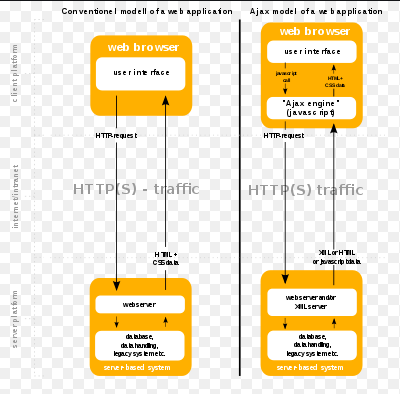 Conventionel modell of a web application
Ajax model of a web application
client platform
web browser
user interface
web browser
user interface
javascript
call
HTML +
CSS data
"Ajax engine"
(javascript)
HTTP-request
HTTP-request
internet/intranet
HTTP(S) - traffic
HTTP(S) traffic
HTML +
CSS data
XML or HTML
or javascript data
server platform
webserver
database,
datahandling,
legacy system etc.
server based system
webserver and/or
XML server
database,
datahandling,
legacy system etc.
server based system